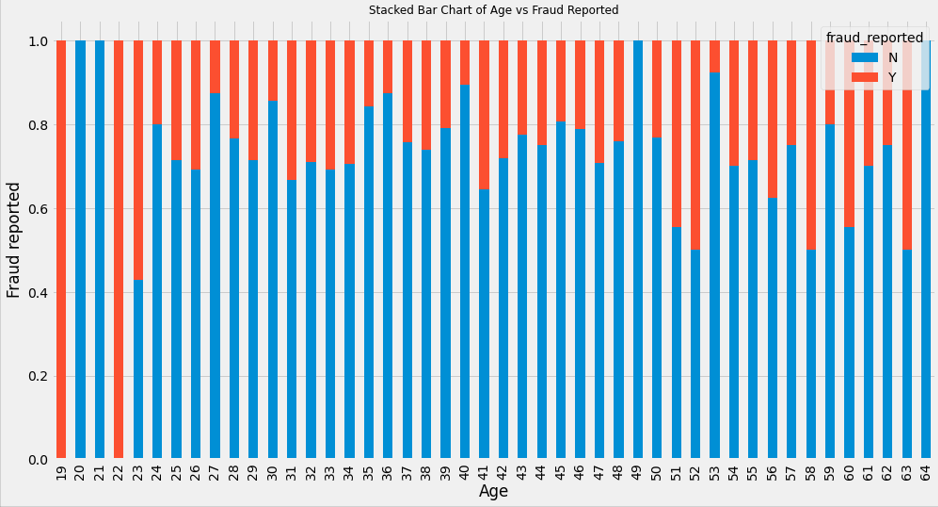 Stacked Bar Chart of Age vs Fraud Reported
fraud_reported
N
Y
Fraud reported
1.0
0.8
0.6
0.4
0.2
0.0
19 20 21 22 23 24 25 26 27 28 29 30 31 32 33 34 35 36 37 38 39 40 41 42 43 44 45 46 47 48 49 50 51 52 53 54 55 56 57 58 59 60 61 62 63 64
Age